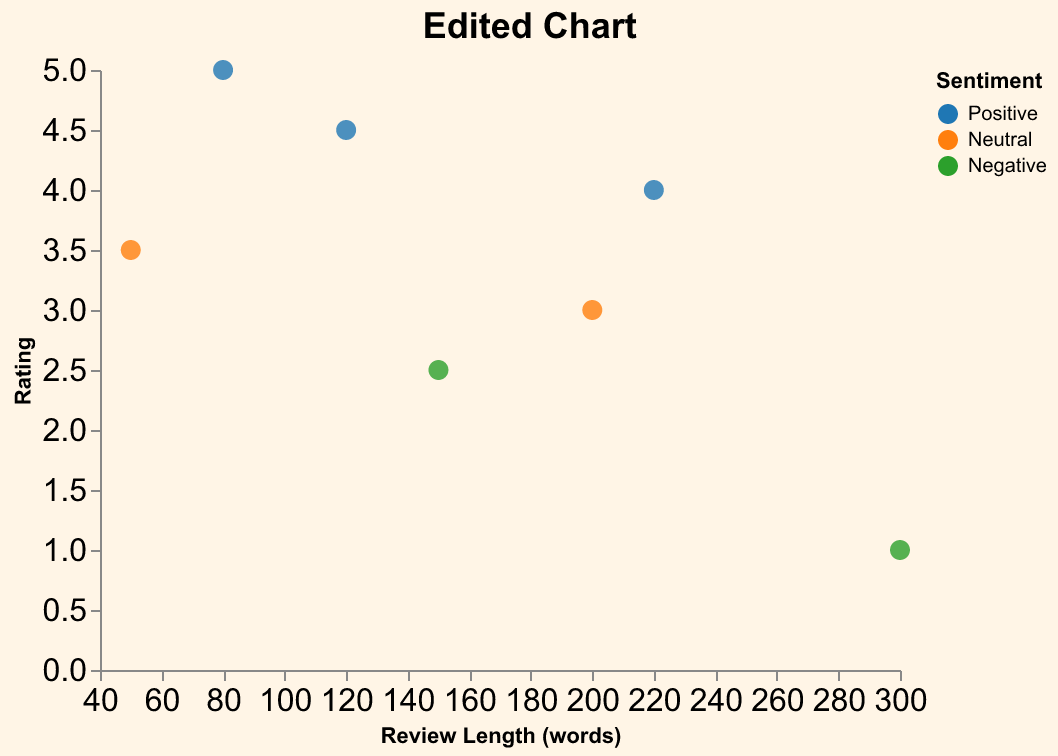 Edited Chart
Sentiment
Positive
Neutral
Negative
Rating
5.0
4.5
4.0
3.5
3.0
2.5
2.0
1.5
1.0
0.5
0.0
40 60 80 100 120 140 160 180 200 220 240 260 280 300
Review Length (words)